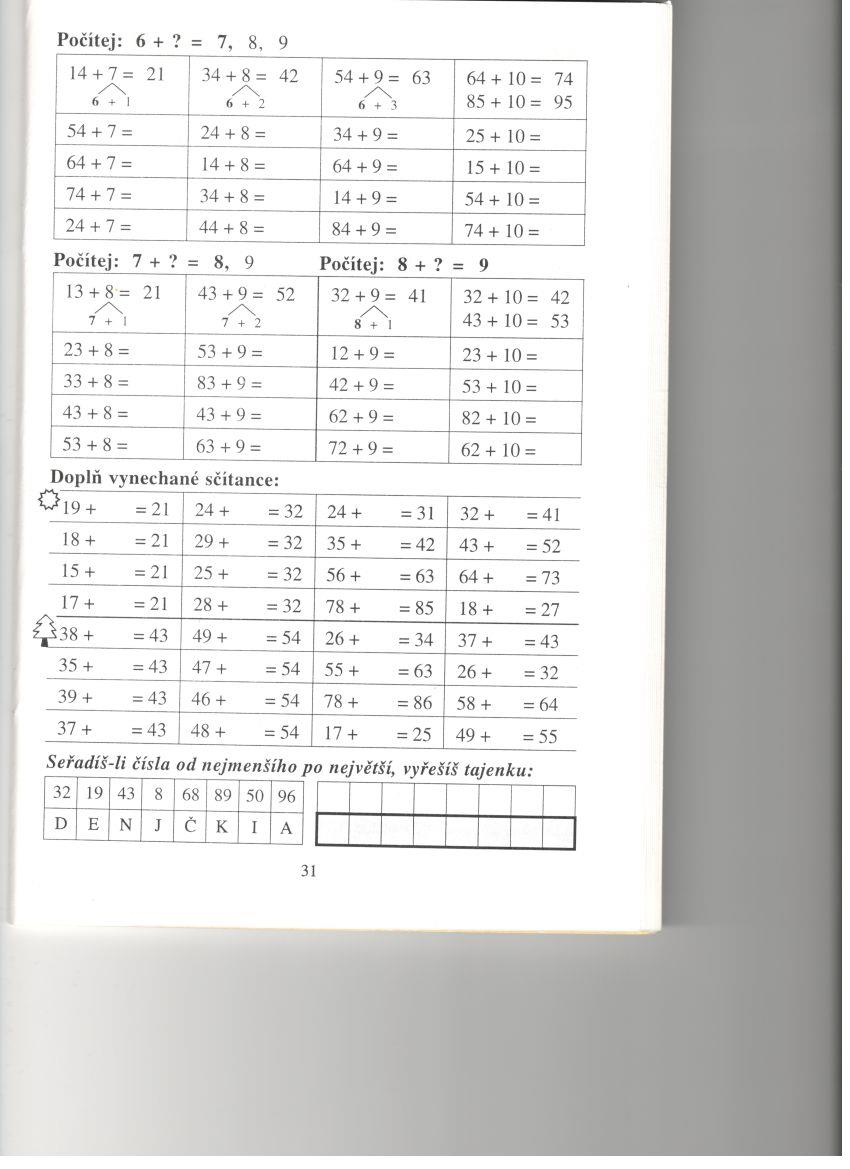 Počítej: 6 + ? = 7, 8, 9
14 + 7 = 21 34 + 8 = 42 54 + 9 = 63 64 + 10 = 74
6 + 1 6 + 2 6 + 3 85 + 10 = 95
54 + 7 = 24 + 8 = 34 + 9 = 25 + 10 =
64 + 7 = 14 + 8 = 64 + 9 = 15 + 10 =
74 + 7 = 34 + 8 = 14 + 9 = 54 + 10 =
24 + 7 = 44 + 8 = 84 + 9 = 74 + 10 =
Počítej: 7 + ? = 8, 9 Počítej: 8 + ? = 9
13 + 8 = 21 43 + 9 = 52 32 + 9 = 41 32 + 10 = 42
7 + 1 7 + 2 8 + 1 43 + 10 = 53
23 + 8 = 53 + 9 = 12 + 9 = 23 + 10 =
33 + 8 = 83 + 9 = 42 + 9 = 53 + 10 =
43 + 8 = 43 + 9 = 62 + 9 = 82 + 10 =
53 + 8 = 63 + 9 = 72 + 9 = 62 + 10 =
Doplň vynechané sčítance:
19 + = 21 24 + = 32 24 + = 31 32 + = 41
18 + = 21 29 + = 32 35 + = 42 43 + = 52
15 + = 21 25 + = 32 56 + = 63 64 + = 73
17 + = 21 28 + = 32 78 + = 85 18 + = 27
38 + = 43 49 + = 54 26 + = 34 37 + = 43
35 + = 43 47 + = 54 55 + = 63 26 + = 32
39 + = 43 46 + = 54 78 + = 86 58 + = 64
37 + = 43 48 + = 54 17 + = 25 49 + = 55
Seřadíš-li čísla od nejmenšího po největší, vyřešíš tajenku:
32 19 43 8 68 89 50 96
D E N J Č K I A
31